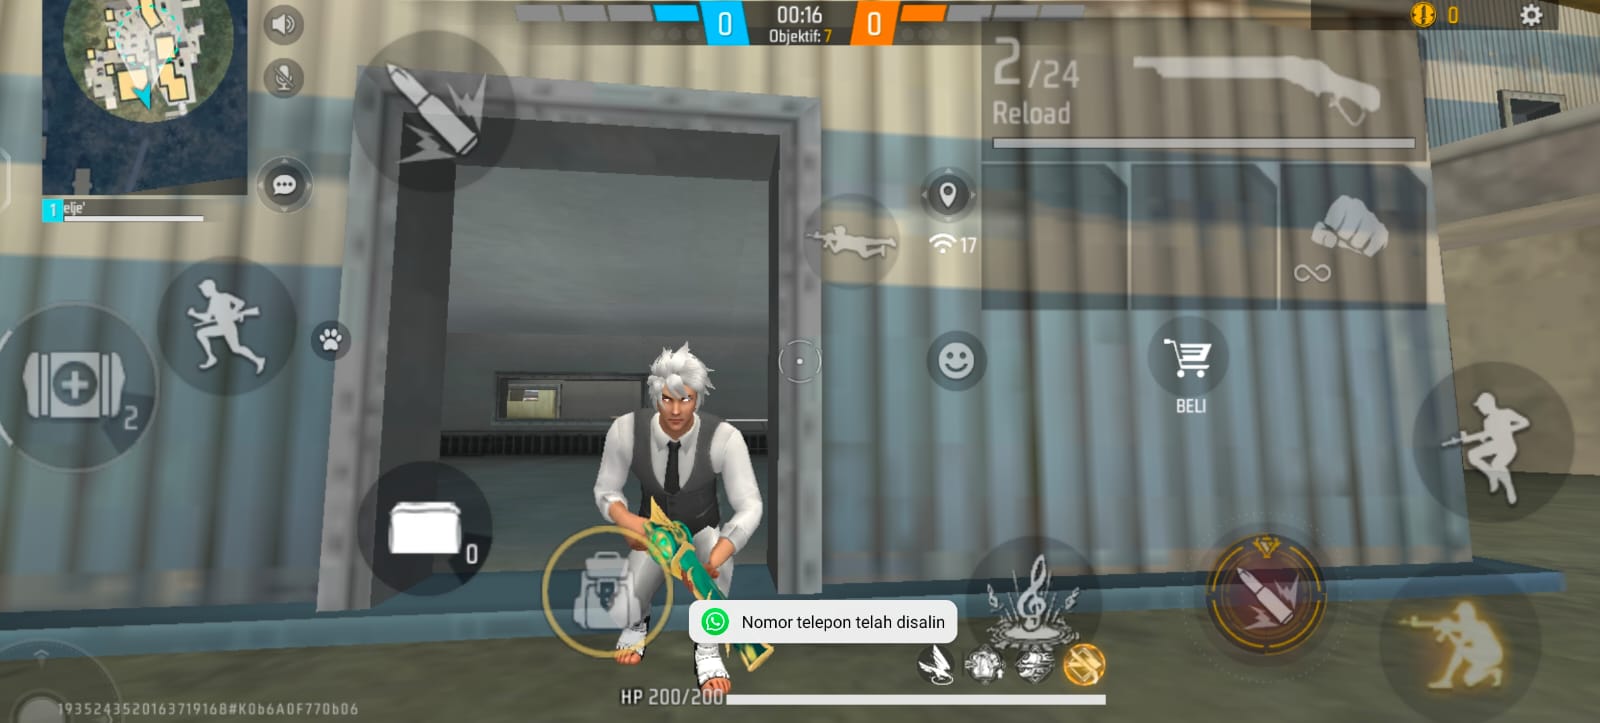 0
00:16
Objektif: 7
0
0
2/24
Reload
1 elje'
17
2
BELI
0
Nomor telepon telah disalin
HP 200/200
1935243520163719168#K0b6A0F770b06